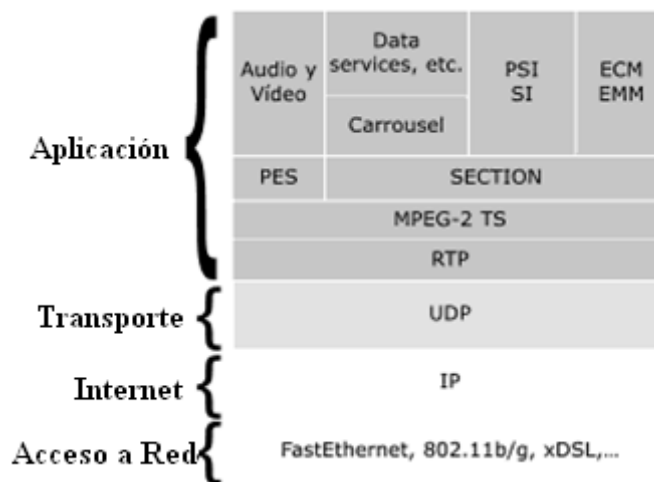 Aplicación
Audio y
Vídeo
Data
services, etc.
Carrousel
PSI
SI
ECM
EMM
PES
SECTION
MPEG-2 TS
RTP
Transporte
UDP
Internet
IP
Acceso a Red
FastEthernet, 802.11b/g, xDSL,...